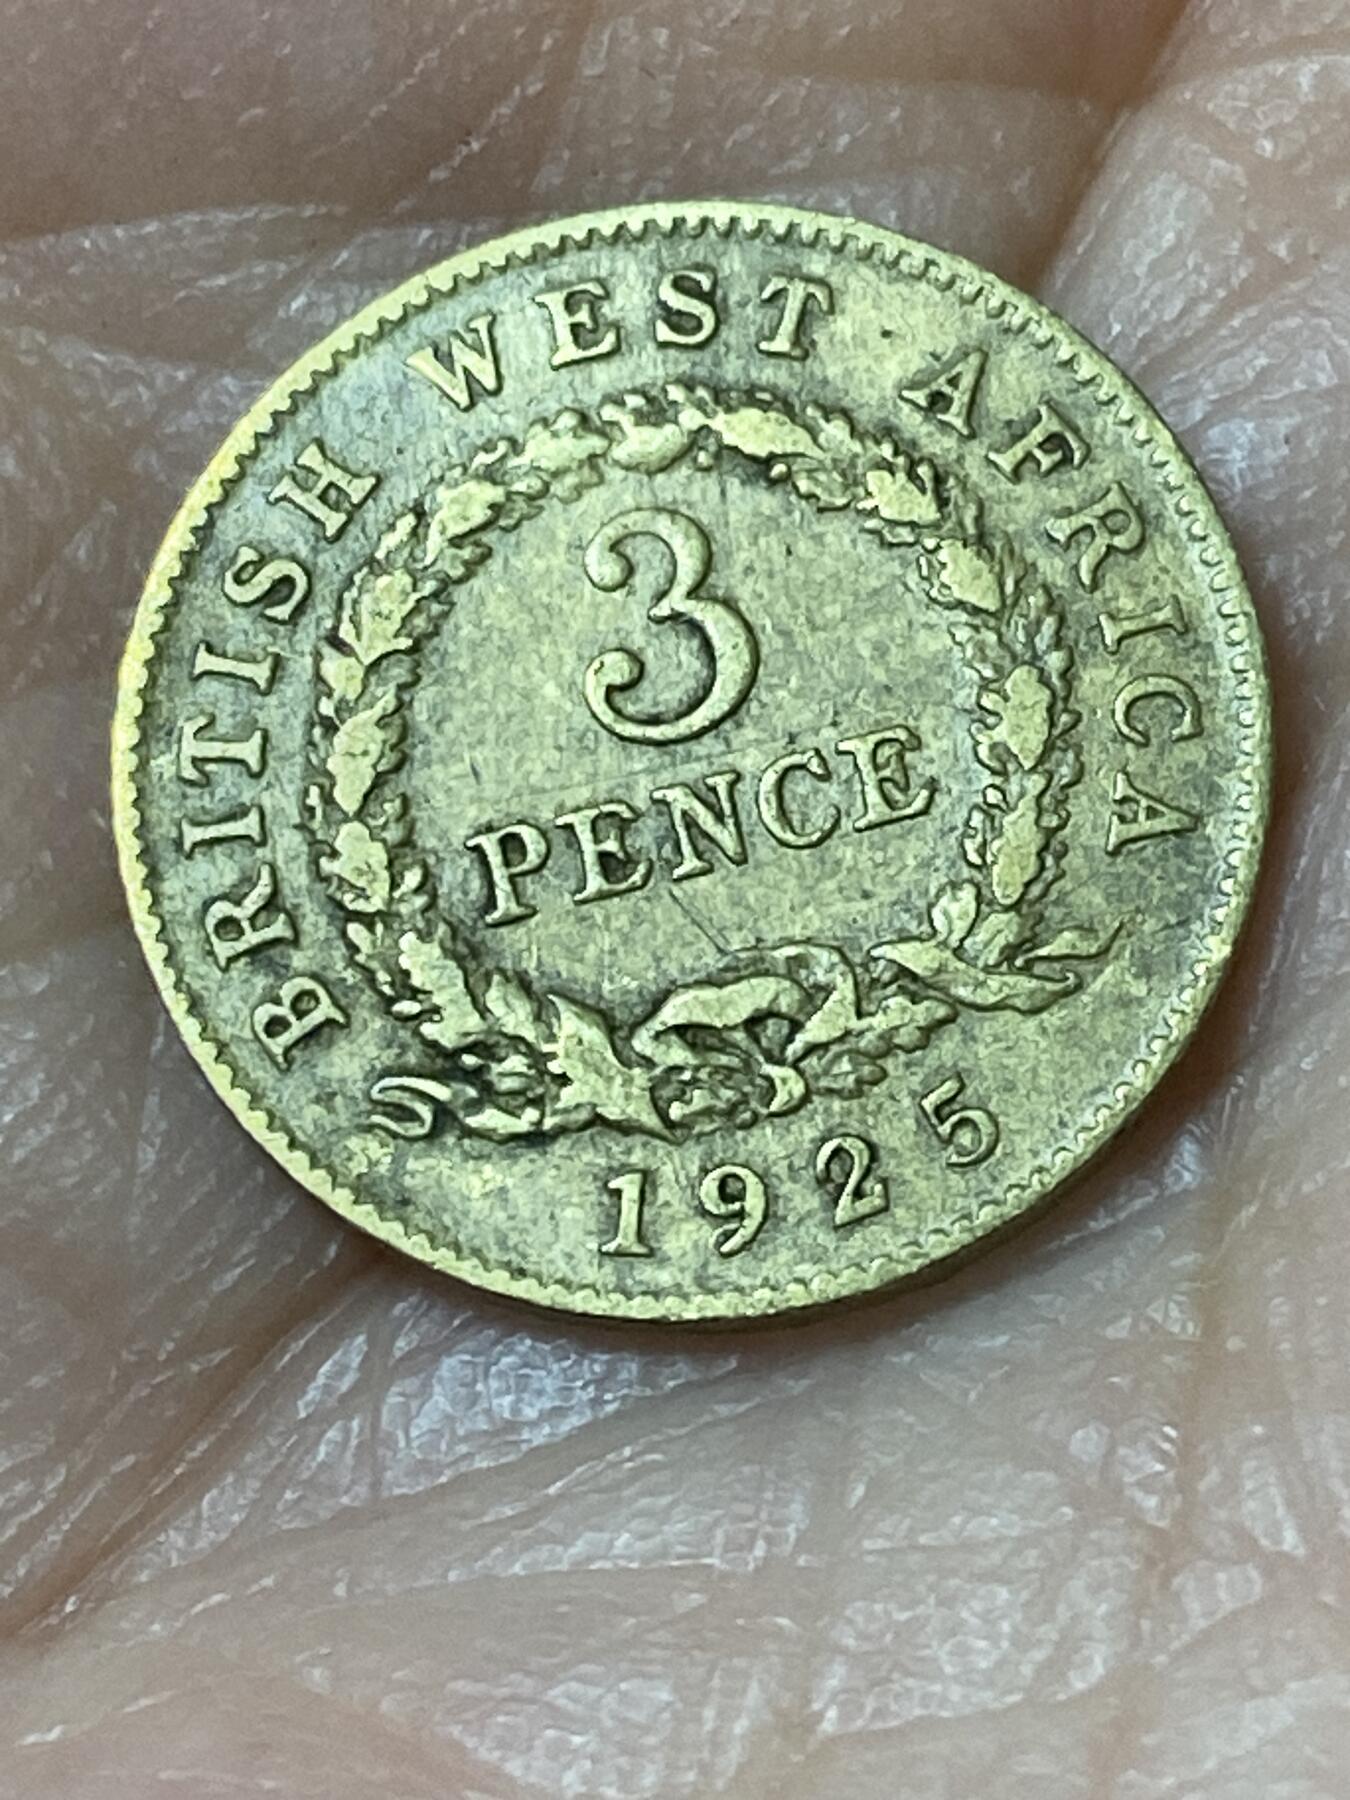 BRITISH WEST AFRICA
3
PENCE
1925